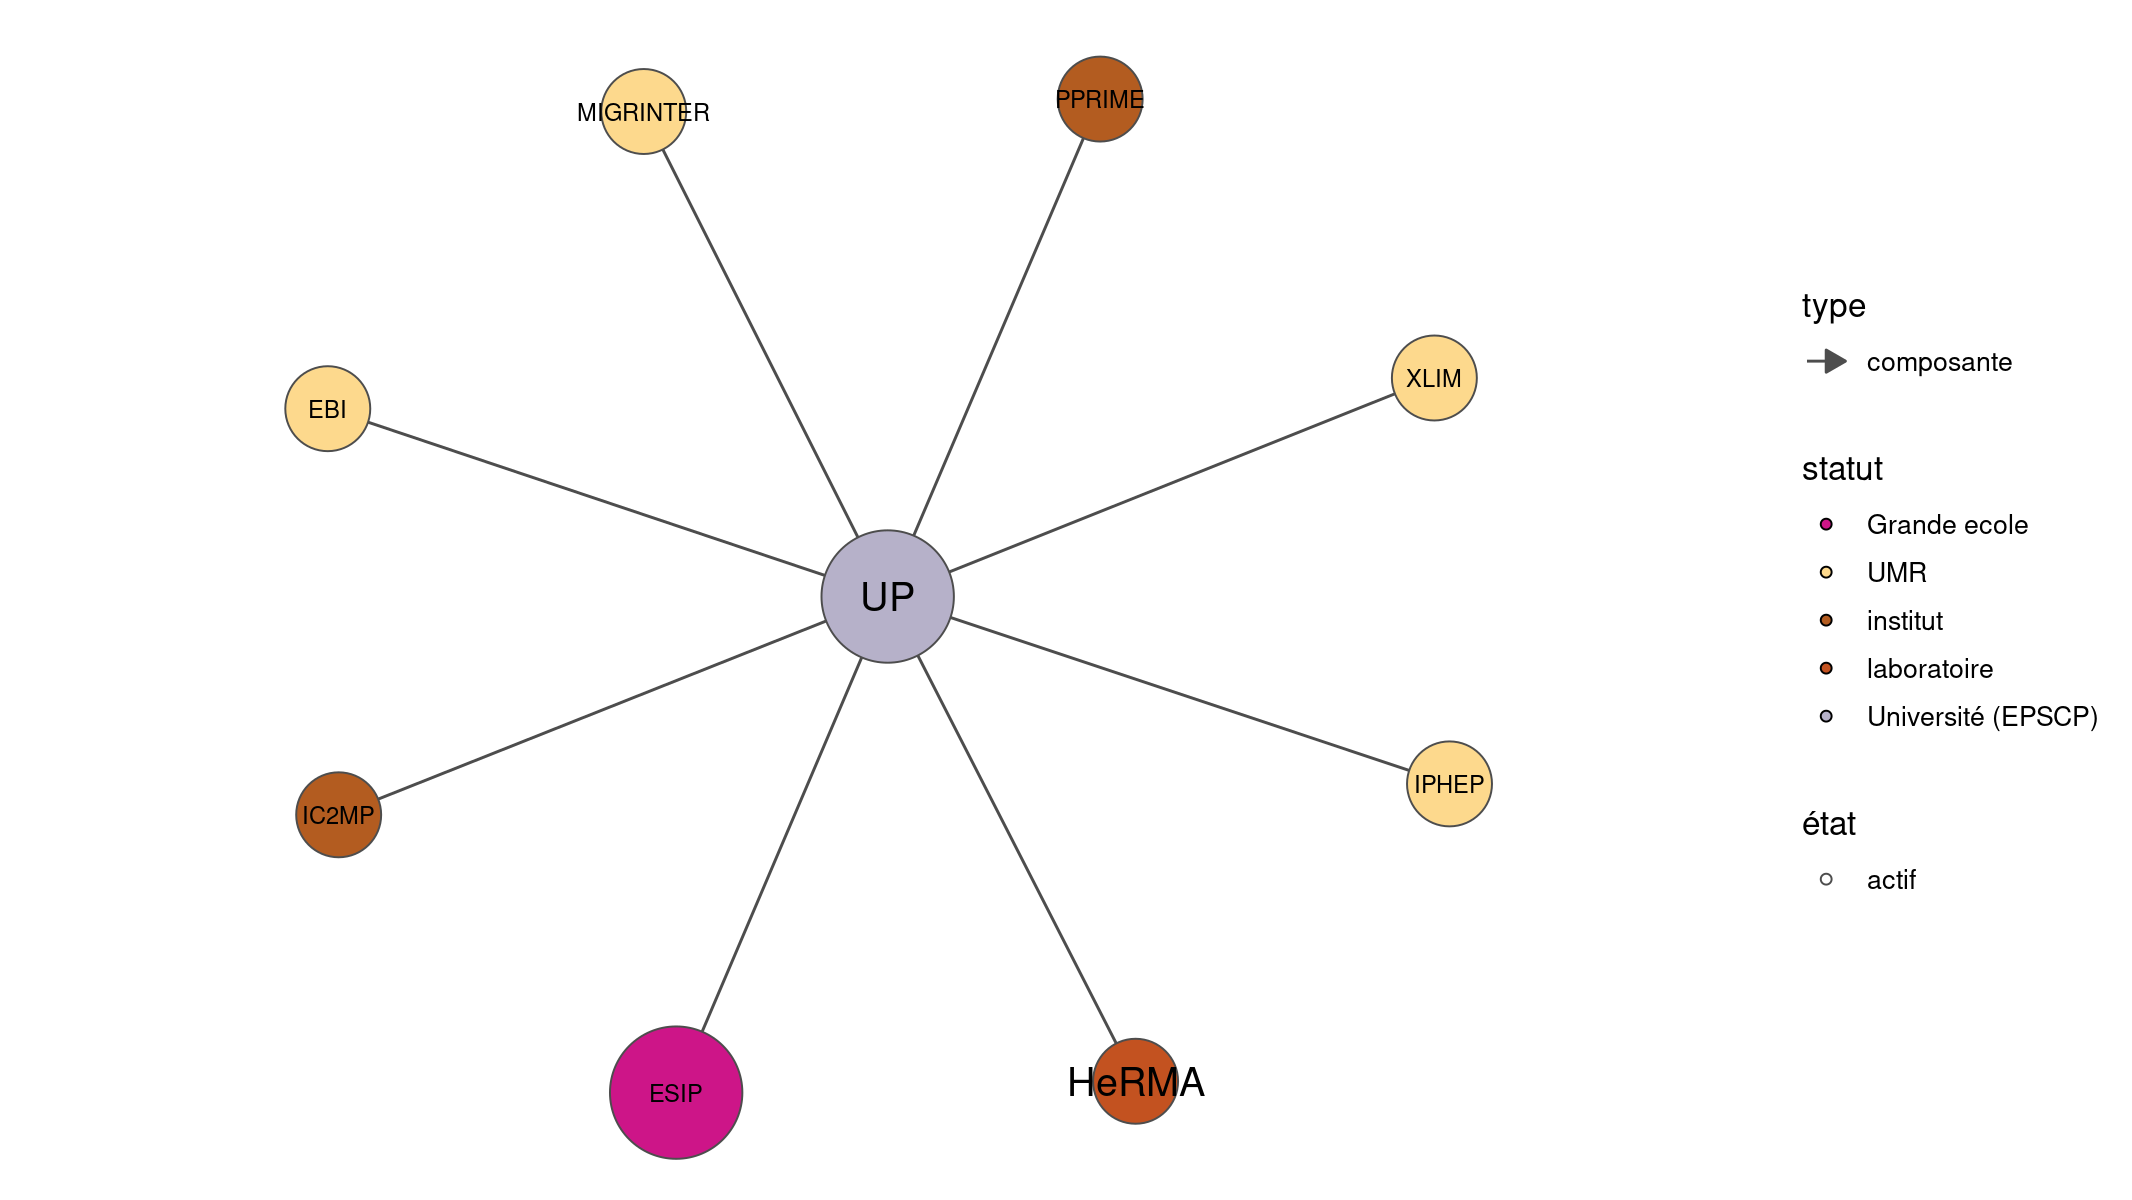 PPRIME
MIGRINTER
XLIM
EBI
UP
IPHEP
IC2MP
HeRMA
ESIP
type
composante
statut
Grande ecole
UMR
institut
laboratoire
Université (EPSCP)
état
actif